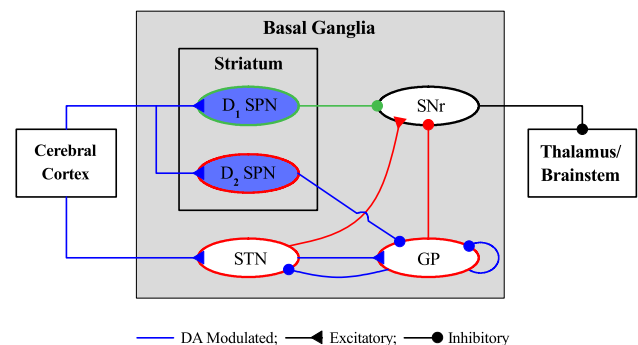 Basal Ganglia
Striatum
D1 SPN
SNr
Cerebral
Cortex
Thalamus/
Brainstem
D2 SPN
STN
GP
DA Modulated; Excitatory; Inhibitory